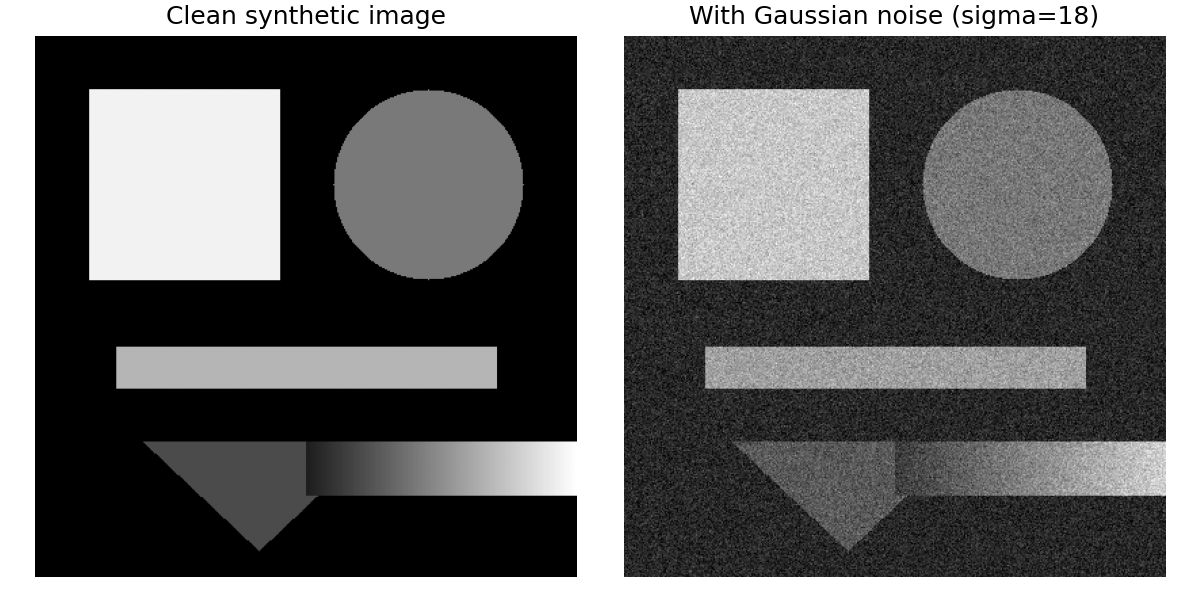 Clean synthetic image
With Gaussian noise (sigma=18)